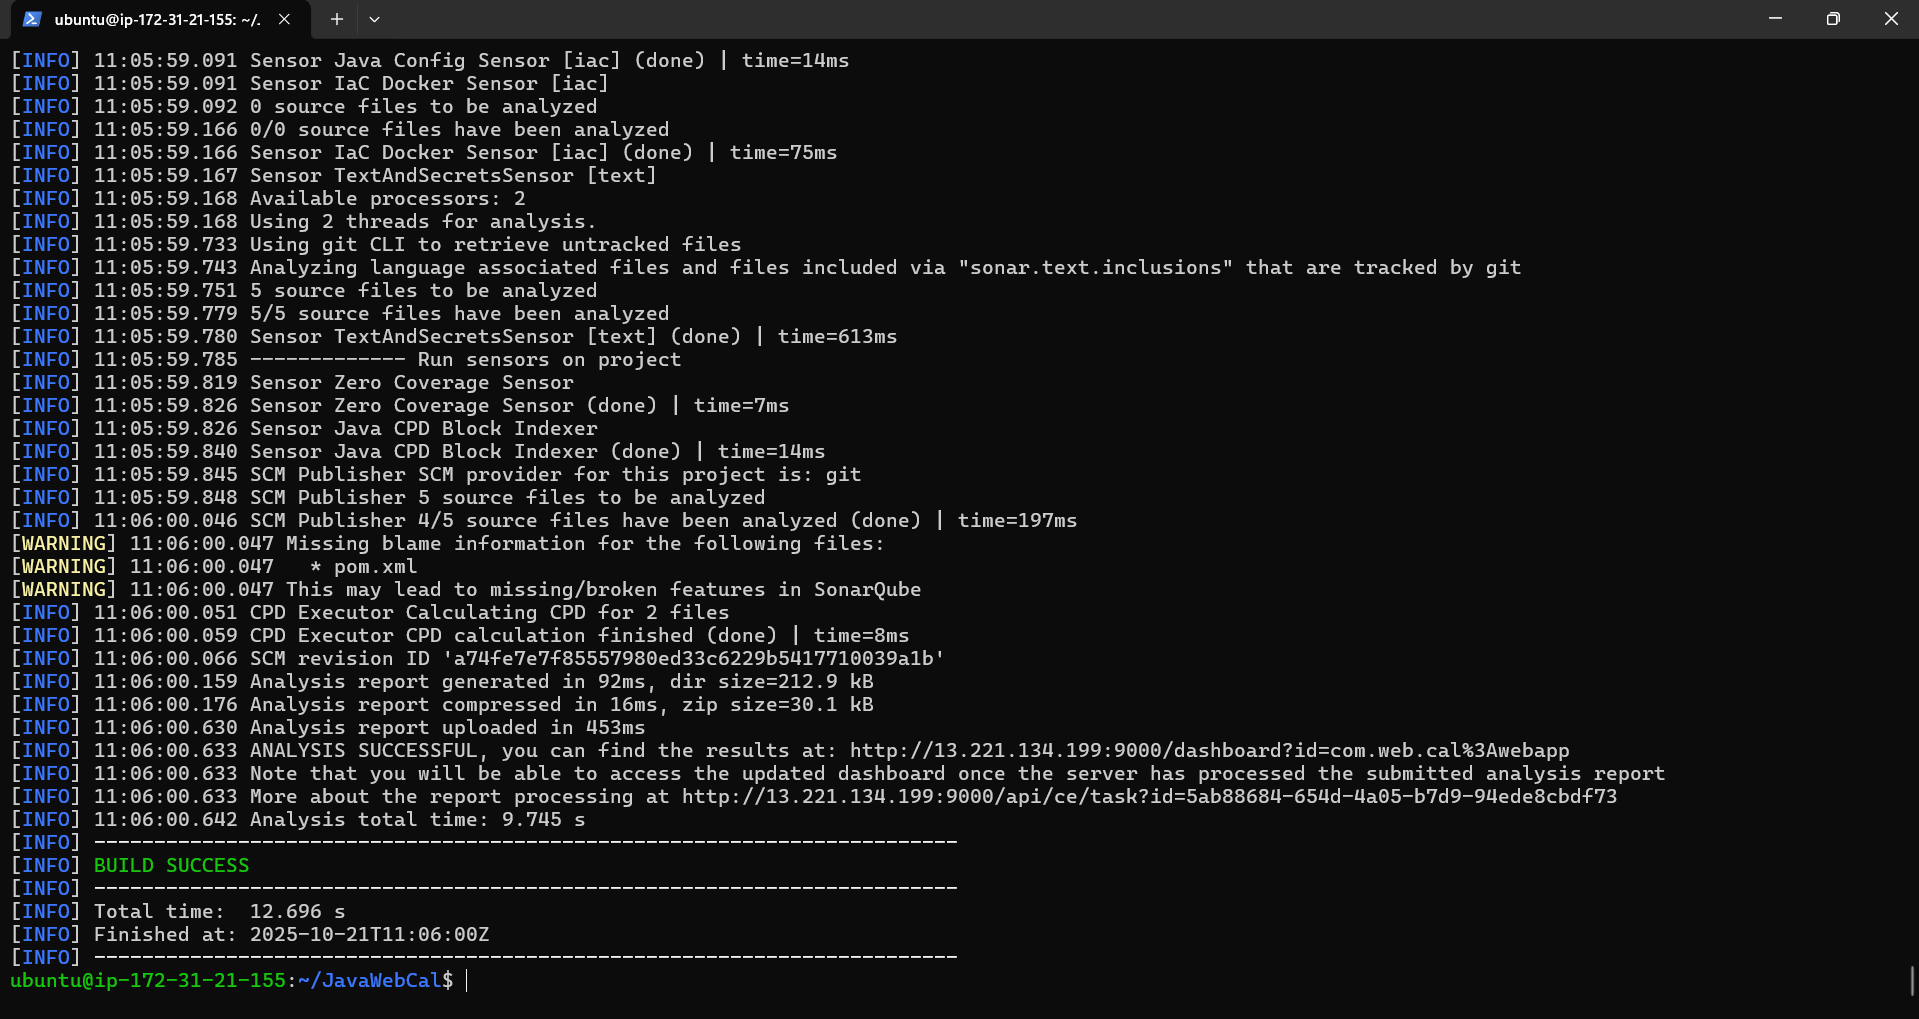 ubuntu@ip-172-31-21-155: ~/.
[INFO] 11:05:59.091 Sensor Java Config Sensor [iac] (done) | time=14ms
[INFO] 11:05:59.091 Sensor IaC Docker Sensor [iac]
[INFO] 11:05:59.092 0 source files to be analyzed
[INFO] 11:05:59.166 0/0 source files have been analyzed
[INFO] 11:05:59.166 Sensor IaC Docker Sensor [iac] (done) | time=75ms
[INFO] 11:05:59.167 Sensor TextAndSecretsSensor [text]
[INFO] 11:05:59.168 Available processors: 2
[INFO] 11:05:59.168 Using 2 threads for analysis.
[INFO] 11:05:59.733 Using git CLI to retrieve untracked files
[INFO] 11:05:59.743 Analyzing language associated files and files included via "sonar.text.inclusions" that are tracked by git
[INFO] 11:05:59.751 5 source files to be analyzed
[INFO] 11:05:59.779 5/5 source files have been analyzed
[INFO] 11:05:59.780 Sensor TextAndSecretsSensor [text] (done) | time=613ms
[INFO] 11:05:59.785 ------------- Run sensors on project
[INFO] 11:05:59.819 Sensor Zero Coverage Sensor
[INFO] 11:05:59.826 Sensor Zero Coverage Sensor (done) | time=7ms
[INFO] 11:05:59.826 Sensor Java CPD Block Indexer
[INFO] 11:05:59.840 Sensor Java CPD Block Indexer (done) | time=14ms
[INFO] 11:05:59.845 SCM Publisher SCM provider for this project is: git
[INFO] 11:05:59.848 SCM Publisher 5 source files to be analyzed
[INFO] 11:06:00.046 SCM Publisher 4/5 source files have been analyzed (done) | time=197ms
[WARNING] 11:06:00.047 Missing blame information for the following files:
[WARNING] 11:06:00.047   * pom.xml
[WARNING] 11:06:00.047 This may lead to missing/broken features in SonarQube
[INFO] 11:06:00.051 CPD Executor Calculating CPD for 2 files
[INFO] 11:06:00.059 CPD Executor CPD calculation finished (done) | time=8ms
[INFO] 11:06:00.066 SCM revision ID 'a74fe7e7f85557980ed33c6229b5417710039a1b'
[INFO] 11:06:00.159 Analysis report generated in 92ms, dir size=212.9 kB
[INFO] 11:06:00.176 Analysis report compressed in 16ms, zip size=30.1 kB
[INFO] 11:06:00.630 Analysis report uploaded in 453ms
[INFO] 11:06:00.633 ANALYSIS SUCCESSFUL, you can find the results at: http://13.221.134.199:9000/dashboard?id=com.web.cal%3Awebapp
[INFO] 11:06:00.633 Note that you will be able to access the updated dashboard once the server has processed the submitted analysis report
[INFO] 11:06:00.633 More about the report processing at http://13.221.134.199:9000/api/ce/task?id=5ab88684-654d-4a05-b7d9-94ede8cbdf73
[INFO] 11:06:00.642 Analysis total time: 9.745 s
[INFO] ------------------------------------------------------------------------
[INFO] BUILD SUCCESS
[INFO] ------------------------------------------------------------------------
[INFO] Total time:  12.696 s
[INFO] Finished at: 2025-10-21T11:06:00Z
[INFO] ------------------------------------------------------------------------
ubuntu@ip-172-31-21-155:~/JavaWebCal$